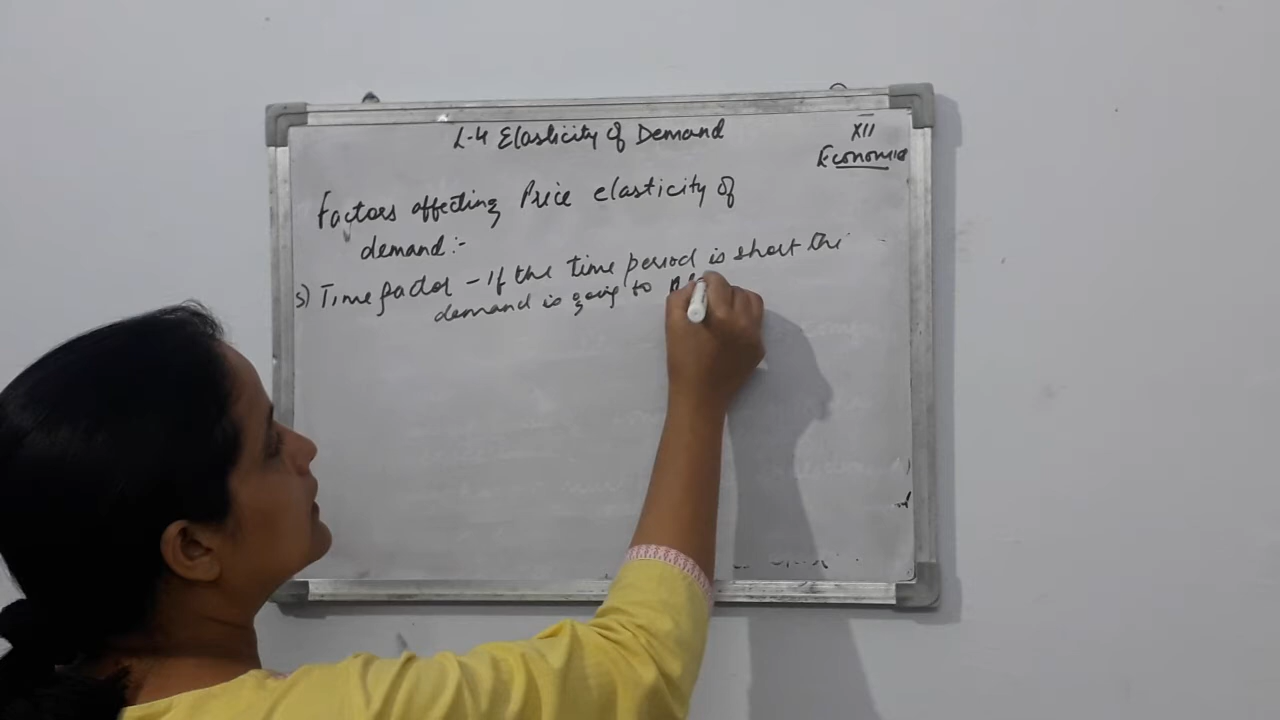 L-4 Elasticity of Demand
XII
Economics
Factors affecting Price elasticity of
demand :-
5) Time factor - If the time period is short the
demand is going to